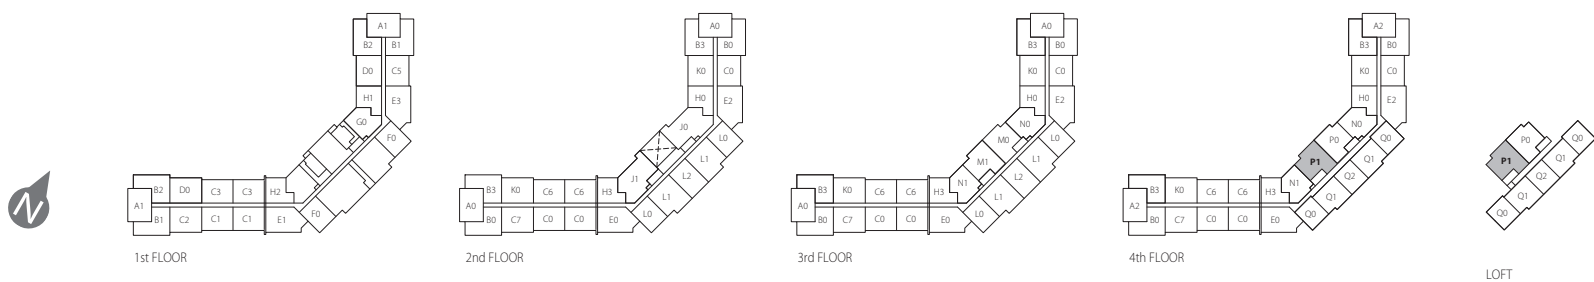 N
A1
B2 B1
D0 C5
H1 E3
G0
F0
B2 D0 C3 C3 H2
A1
B1 C2 C1 C1 E1 F0
1st FLOOR
A0
B3 B0
K0 C0
H0 E2
J0
L0
L1
L2
J1 L1
B3 K0 C6 C6 H3
A0
B0 C7 C0 C0 E0 L0
2nd FLOOR
A0
B3 B0
K0 C0
H0 E2
N0
M0 L0
M1 L1
L2
N1 L1
B3 K0 C6 C6 H3
A0
B0 C7 C0 C0 E0 L0
3rd FLOOR
A2
B3 B0
K0 C0
H0 E2
N0
P0 Q0
P1 Q1
Q2
N1 Q1
B3 K0 C6 C6 H3
A2
B0 C7 C0 C0 E0 Q0
4th FLOOR
P0 Q0
P1 Q1
Q2
Q1
Q0
LOFT